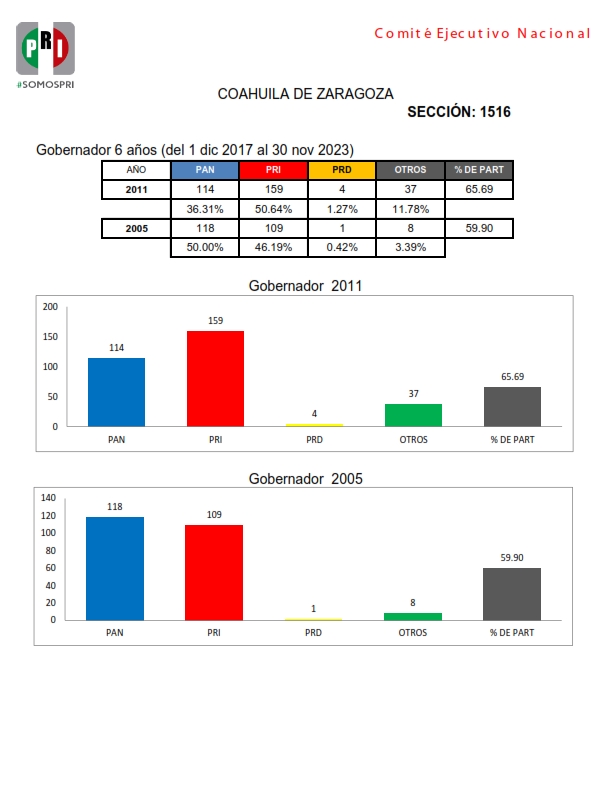 PRI
#SOMOSPRI
Comité Ejecutivo Nacional
COAHUILA DE ZARAGOZA
SECCIÓN: 1516
Gobernador 6 años (del 1 dic 2017 al 30 nov 2023)
AÑO PAN PRI PRD OTROS % DE PART
2011 114 159 4 37 65.69
36.31% 50.64% 1.27% 11.78%
2005 118 109 1 8 59.90
50.00% 46.19% 0.42% 3.39%
Gobernador 2011
200
150
100
50
0
114
159
4
37
65.69
PAN PRI PRD OTROS % DE PART
Gobernador 2005
140
120
100
80
60
40
20
0
118
109
1
8
59.90
PAN PRI PRD OTROS % DE PART